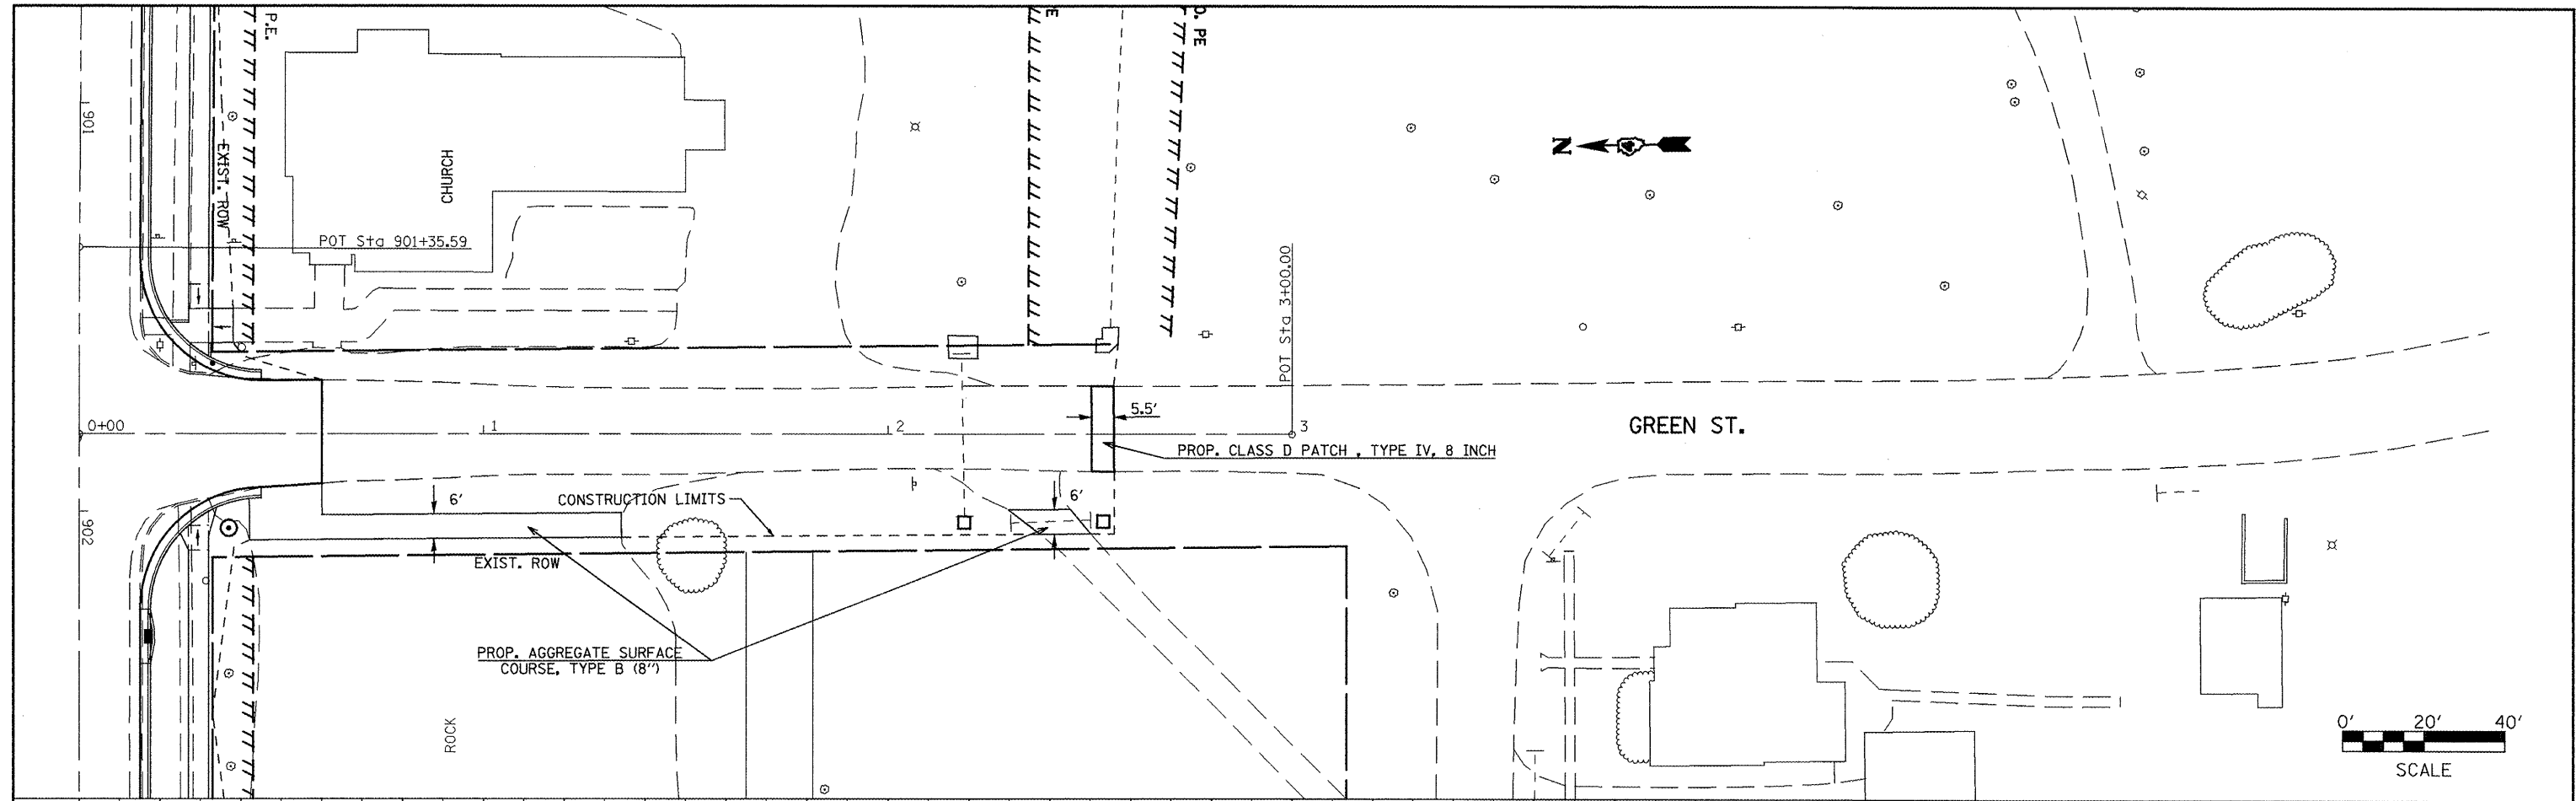 P.E.
E
O. PE
901
EXIST. ROW
CHURCH
N
POT Sta 901+35.59
POT Sta 3+00.00
0+00
1
2
3
5.5'
GREEN ST.
PROP. CLASS D PATCH , TYPE IV, 8 INCH
6'
CONSTRUCTION LIMITS
6'
902
EXIST. ROW
PROP. AGGREGATE SURFACE
COURSE, TYPE B (8")
ROCK
0' 20' 40'
SCALE